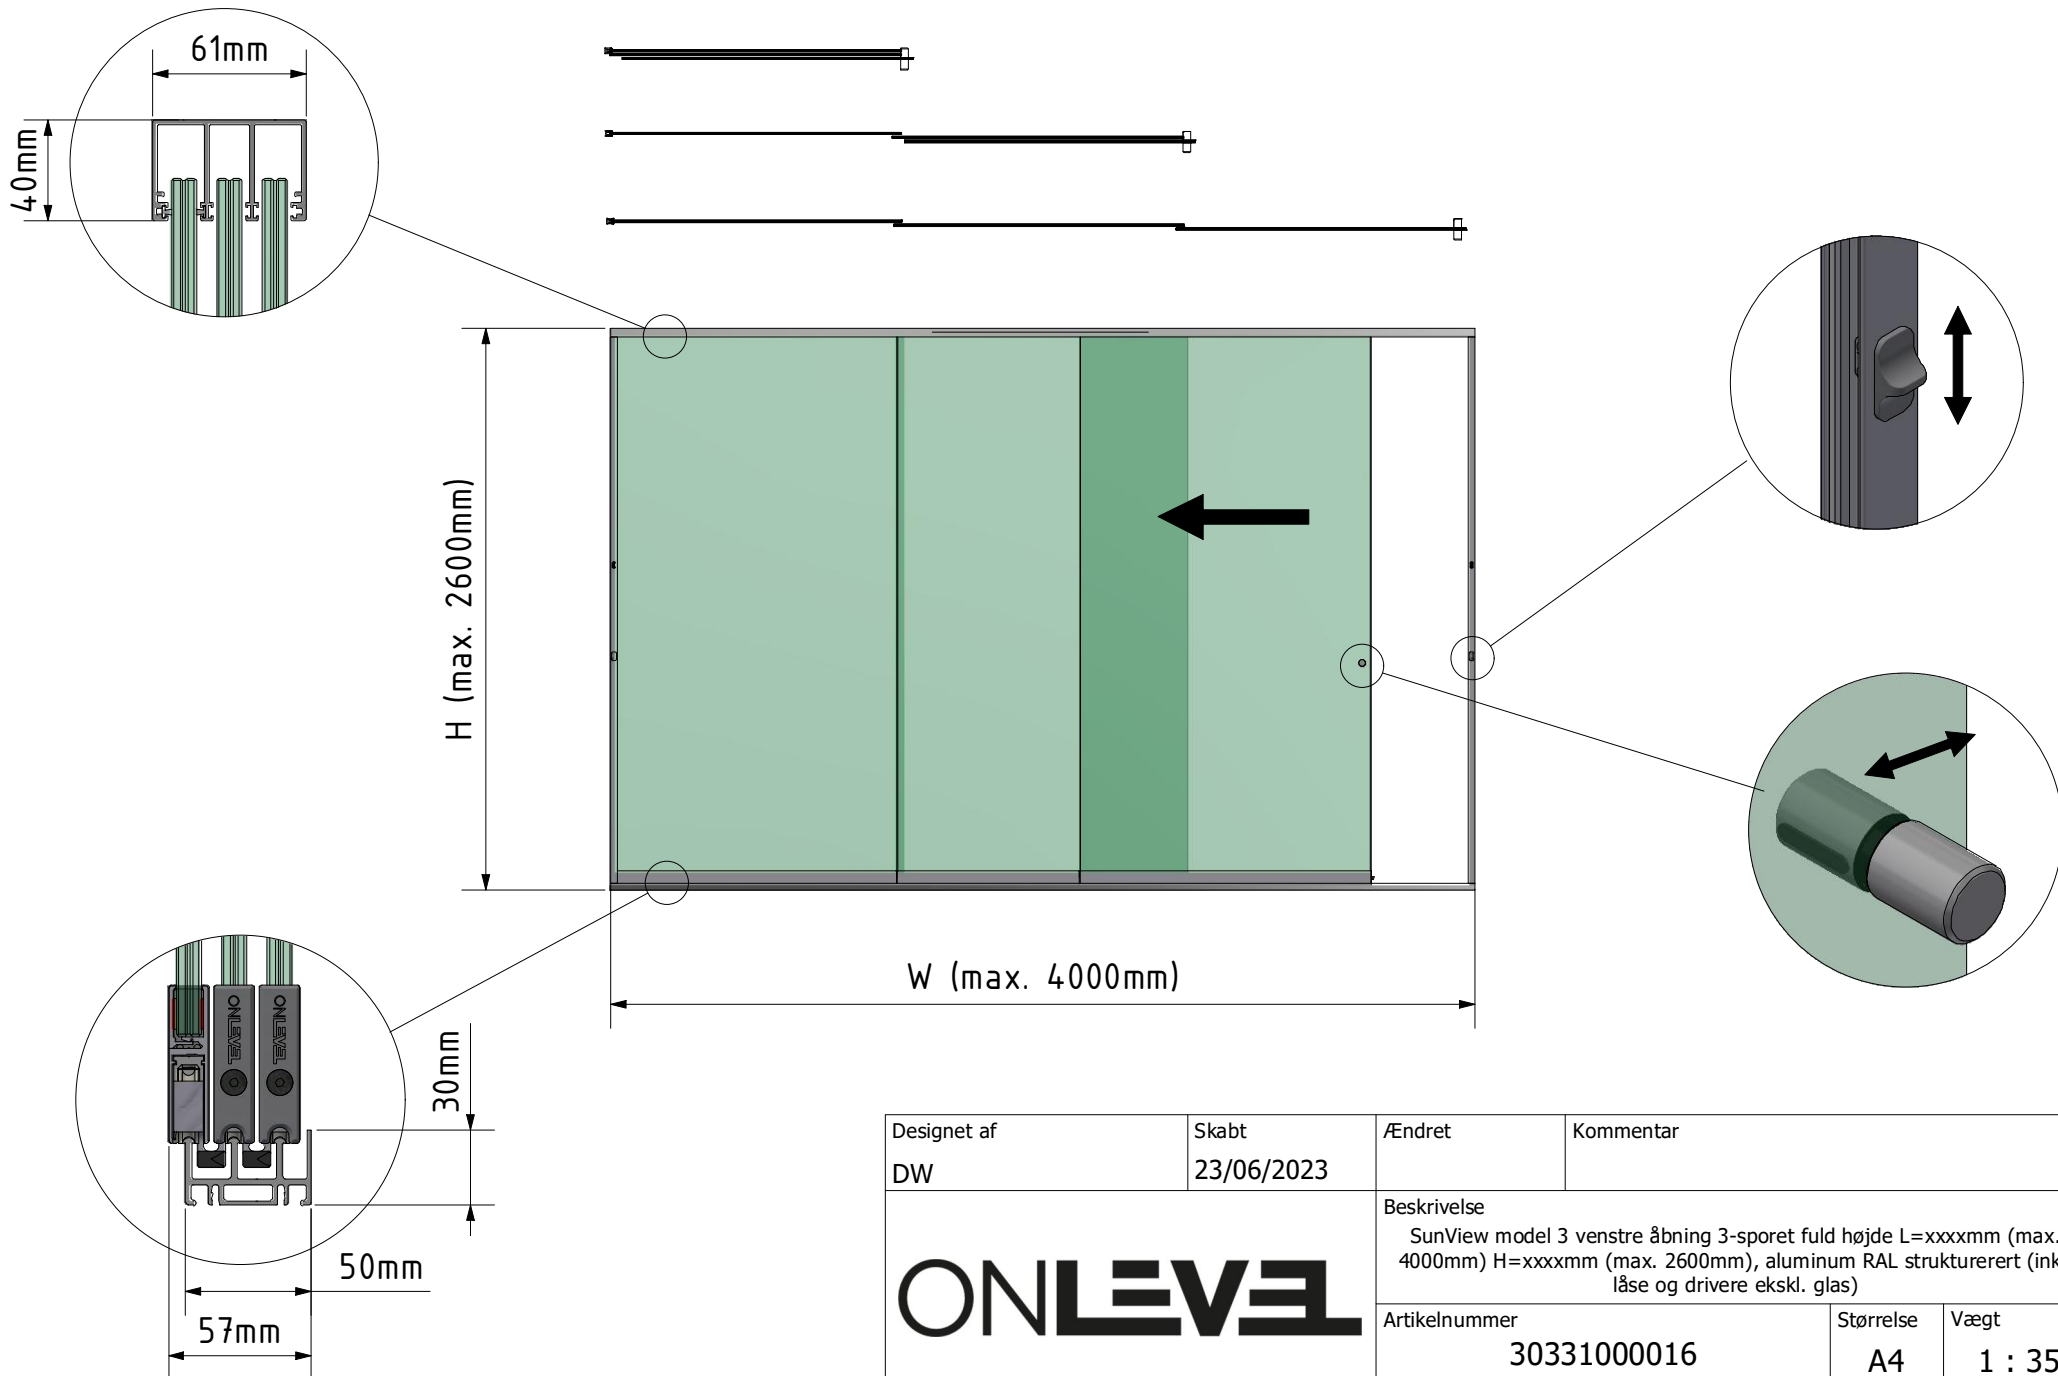 61mm
40mm
H (max. 2600mm)
W (max. 4000mm)
ONLEVEL
ONLEVEL
30mm
50mm
57mm
Designet af
DW
Skabt
23/06/2023
Ændret
Kommentar
ONLEVEL
Beskrivelse
SunView model 3 venstre åbning 3-sporet fuld højde L=xxxxmm (max.
4000mm) H=xxxxmm (max. 2600mm), aluminum RAL strukturerert (ink
låse og drivere ekskl. glas)
Artikelnummer
30331000016
Størrelse
A4
Vægt
1 : 35